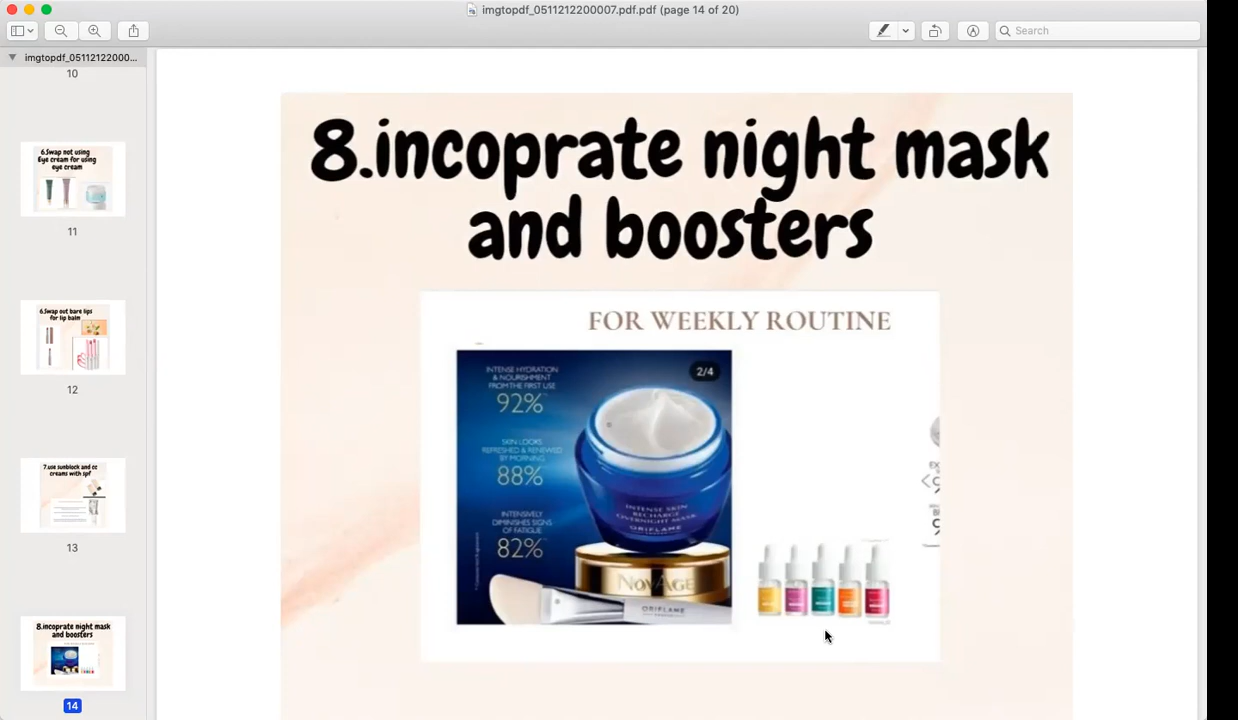 imgtopdf_0511212200007.pdf.pdf (page 14 of 20)
Search
imgtopdf_05112122000...
10
6.Swap not using
Eye cream for using
eye cream
11
6.Swap out bare lips
for lip balm
12
7.use sunblock and cc
creams with spf
13
8.incoprate night mask
and boosters
14
8.incoprate night mask
and boosters
FOR WEEKLY ROUTINE
2/4
INTENSE HYDRATION
& NOURISHMENT
FROM THE FIRST USE
92%
SKIN LOOKS
REFRESHED & RENEWED
BY MORNING
88%
INTENSIVELY
DIMINISHES SIGNS
OF FATIGUE
82%
INTENSE SKIN
RECHARGE
OVERNIGHT MASK
ORIFLAME
NOVAGE
ORIFLAME